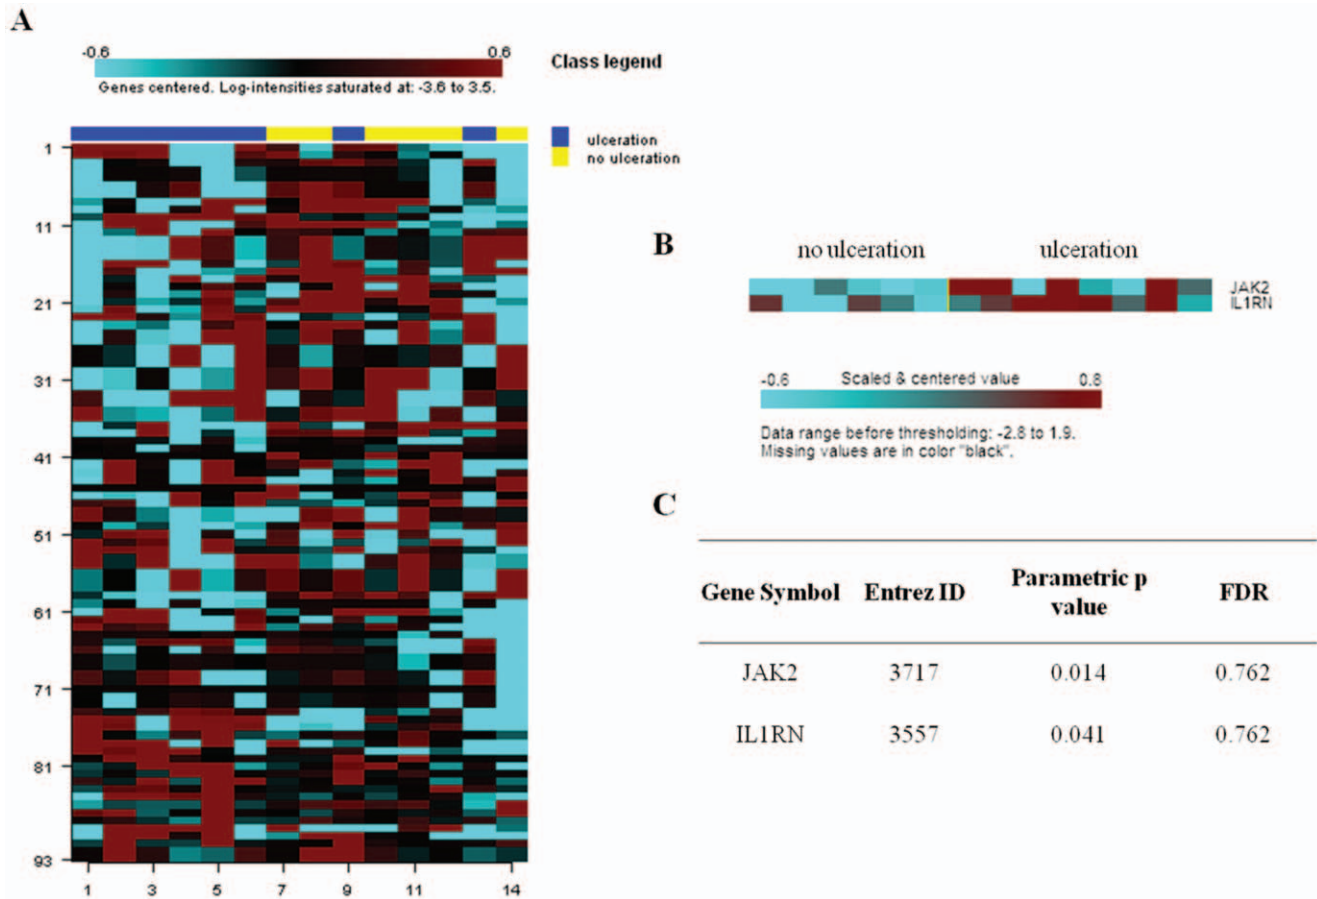 A
-0.6 0.6
Genes centered. Log-intensities saturated at: -3.6 to 3.5.
Class legend
ulceration
no ulceration
1
11
21
31
41
51
61
71
81
93
1 3 5 7 9 11 14
B
no ulceration ulceration
JAK2
IL1RN
-0.6 Scaled & centered value 0.8
Data range before thresholding: -2.8 to 1.9.
Missing values are in color "black".
C
Gene Symbol Entrez ID Parametric p value FDR
JAK2 3717 0.014 0.762
IL1RN 3557 0.041 0.762